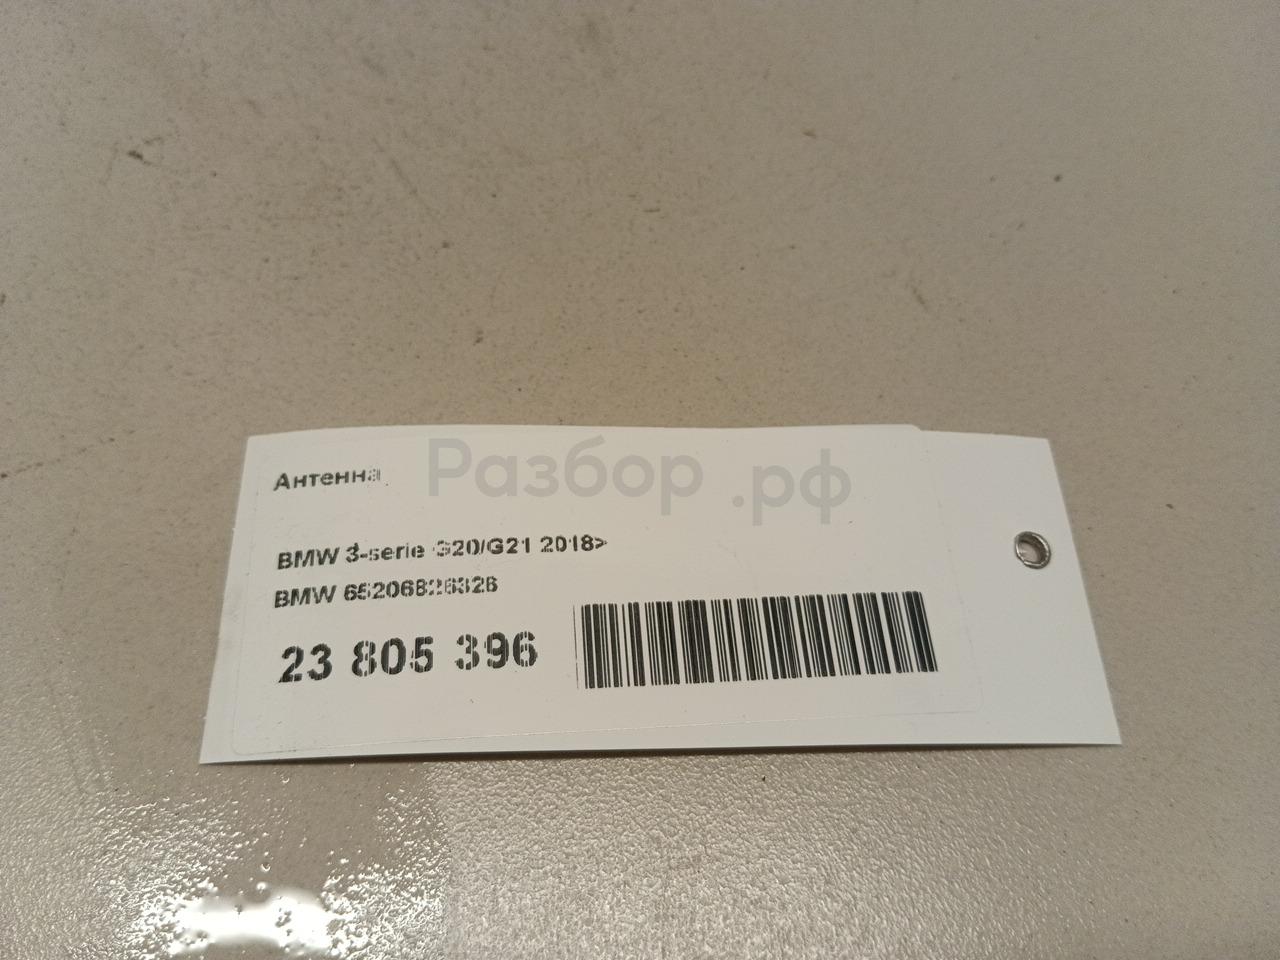 Разбор.рф
Антенна
BMW 3-serie G20/G21 2018>
BMW 65206826326
23 805 396